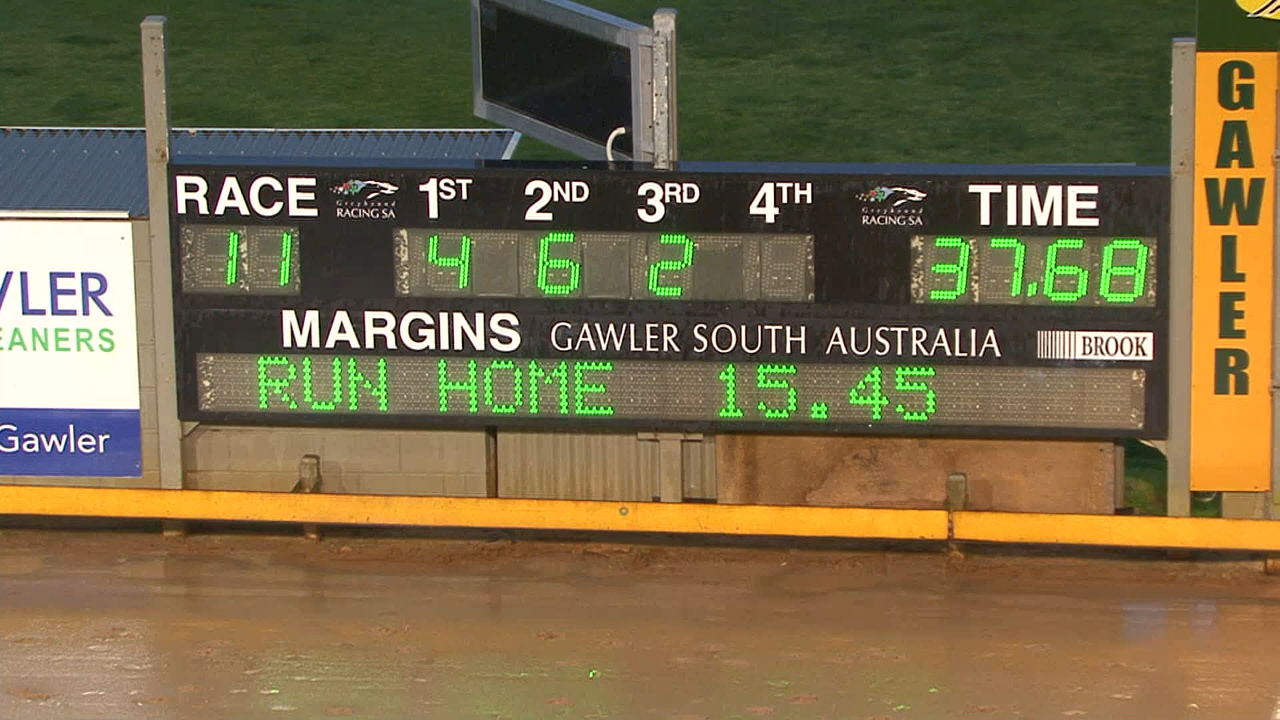 RACE 1ST 2ND 3RD 4TH TIME
Greyhound RACING SA Greyhound RACING SA
11 4 6 2 37.68
MARGINS GAWLER SOUTH AUSTRALIA BROOK
RUN HOME 15.45
WLER
EANERS
Gawler
GAWLER